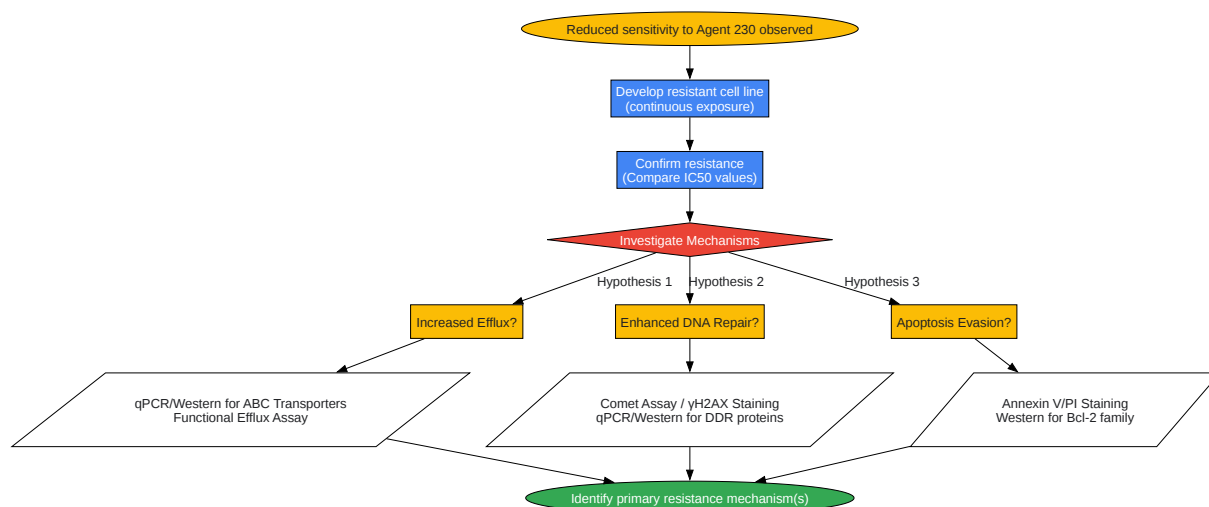 Reduced sensitivity to Agent 230 observed
Develop resistant cell line
(continuous exposure)
Confirm resistance
(Compare IC50 values)
Investigate Mechanisms
Hypothesis 1
Hypothesis 2
Hypothesis 3
Increased Efflux?
Enhanced DNA Repair?
Apoptosis Evasion?
qPCR/Western for ABC Transporters
Functional Efflux Assay
Comet Assay / γH2AX Staining
qPCR/Western for DDR proteins
Annexin V/PI Staining
Western for Bcl-2 family
Identify primary resistance mechanism(s)